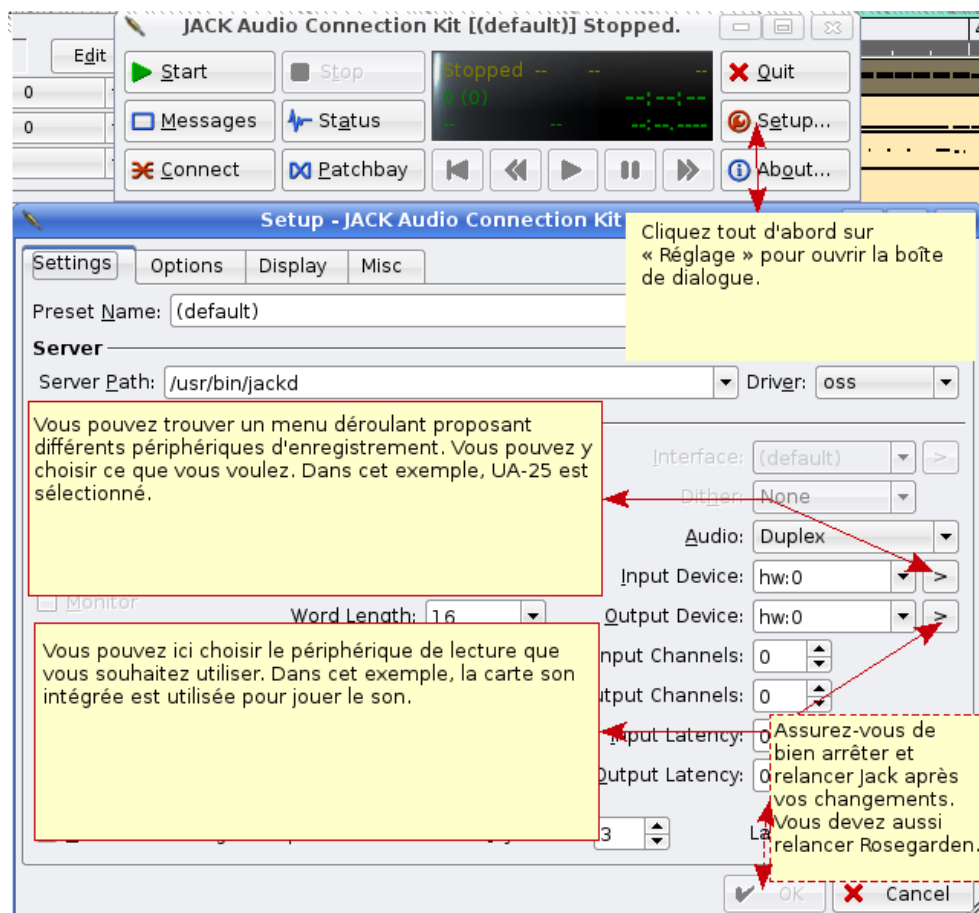 JACK Audio Connection Kit [(default)] Stopped.
Edit
Start
Stop
Stopped -- -- --
Quit
0
0 (0) --:--:--
0
Messages
Status
-- -- --:--.----
Setup...
Connect
Patchbay
About...
Setup - JACK Audio Connection Kit
Cliquez tout d'abord sur
« Réglage » pour ouvrir la boîte
de dialogue.
Settings
Options
Display
Misc
Preset Name: (default)
Server
Server Path: /usr/bin/jackd
Driver: oss
Vous pouvez trouver un menu déroulant proposant
différents périphériques d'enregistrement. Vous pouvez y
choisir ce que vous voulez. Dans cet exemple, UA-25 est
sélectionné.
Interface: (default) >
Dither: None
Audio: Duplex
Input Device: hw:0 >
Monitor
Word Length: 16
Output Device: hw:0 >
Vous pouvez ici choisir le périphérique de lecture que
vous souhaitez utiliser. Dans cet exemple, la carte son
intégrée est utilisée pour jouer le son.
nput Channels: 0
utput Channels: 0
Input Latency: 0
Output Latency: 0
Assurez-vous de
bien arrêter et
relancer Jack après
vos changements.
Vous devez aussi
relancer Rosegarden.
3
La
OK
Cancel